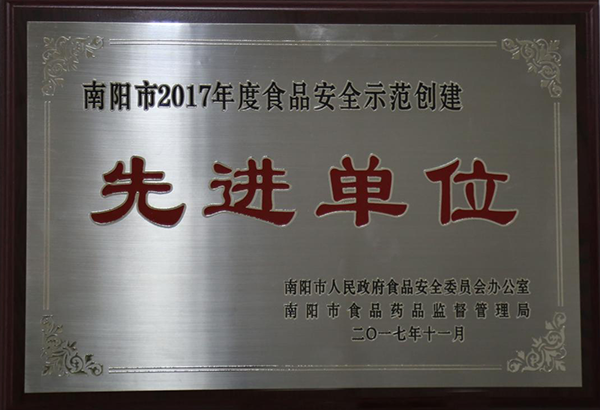 南阳市2017年度食品安全示范创建
先进单位
南阳市人民政府食品安全委员会办公室
南阳市食品药品监督管理局
二〇一七年十一月